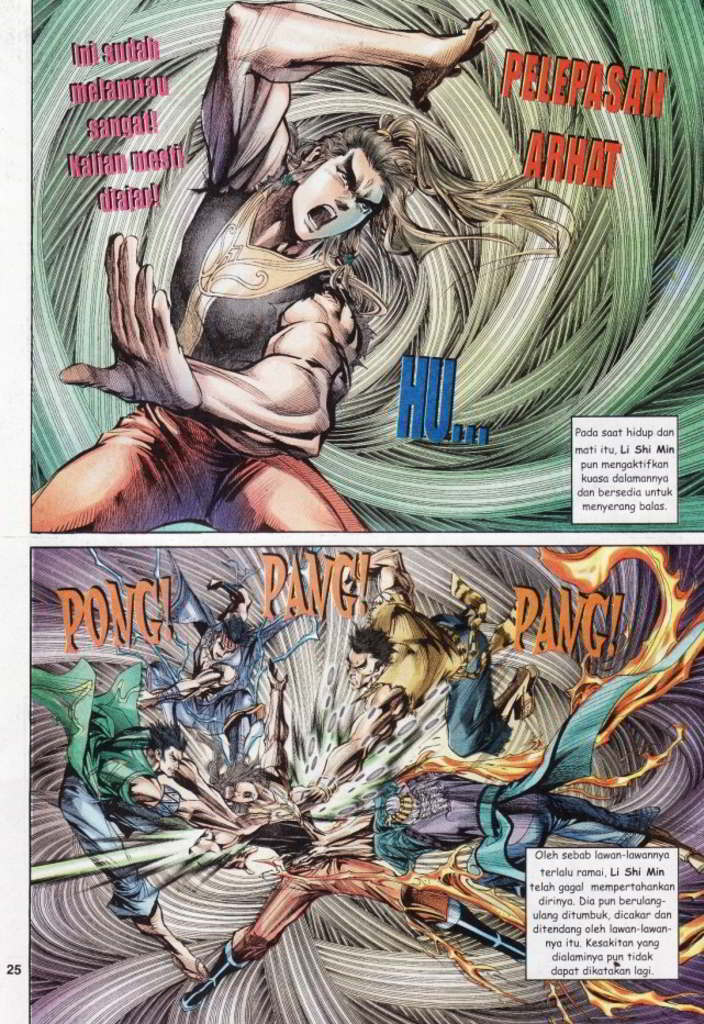 Ini sudah
melampau
sangat!
Kalian mesti
diajar!
PELEPASAN
ARHAT
HU...
Pada saat hidup dan
mati itu, Li Shi Min
pun mengaktifkan
kuasa dalamannya
dan bersedia untuk
menyerang balas.
PONG!
PANG!
PANG!
Oleh sebab lawan-lawannya
terlalu ramai, Li Shi Min
telah gagal mempertahankan
dirinya. Dia pun berulang-
ulang ditumbuk, dicakar dan
ditendang oleh lawan-lawan-
nya itu. Kesakitan yang
dialaminya pun tidak
dapat dikatakan lagi.
25